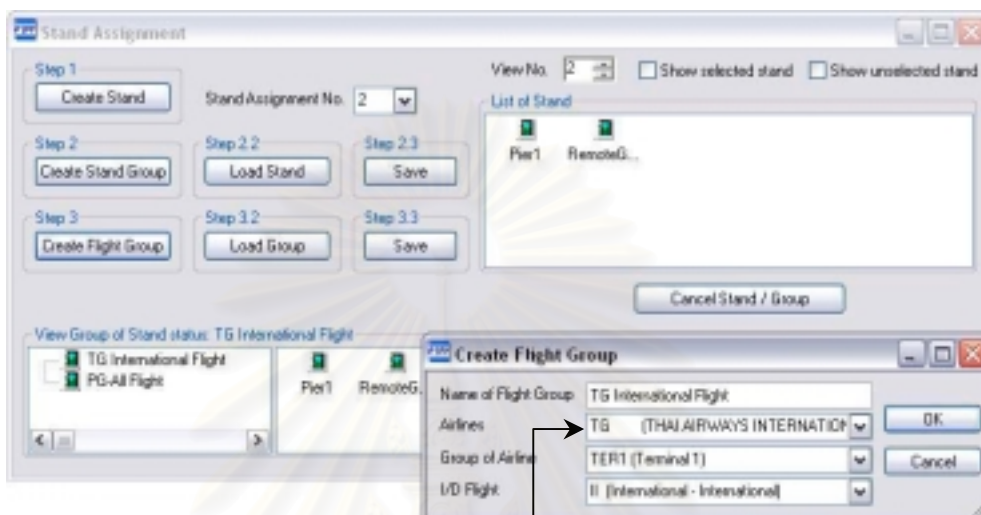 Stand Assignment
Step 1
Create Stand
Stand Assignment No. 2
View No. 2
Show selected stand
Show unselected stand
List of Stand
Pier1
RemoteG...
Step 2
Create Stand Group
Step 2.2
Load Stand
Step 2.3
Save
Step 3
Create Flight Group
Step 3.2
Load Group
Step 3.3
Save
Cancel Stand / Group
View Group of Stand status: TG International Flight
TG International Flight
PG-All Flight
Pier1
RemoteG.
Create Flight Group
Name of Flight Group TG International Flight
Airlines TG (THAI AIRWAYS INTERNATION
Group of Airline TER1 (Terminal 1)
I/D Flight II (International - International)
OK
Cancel